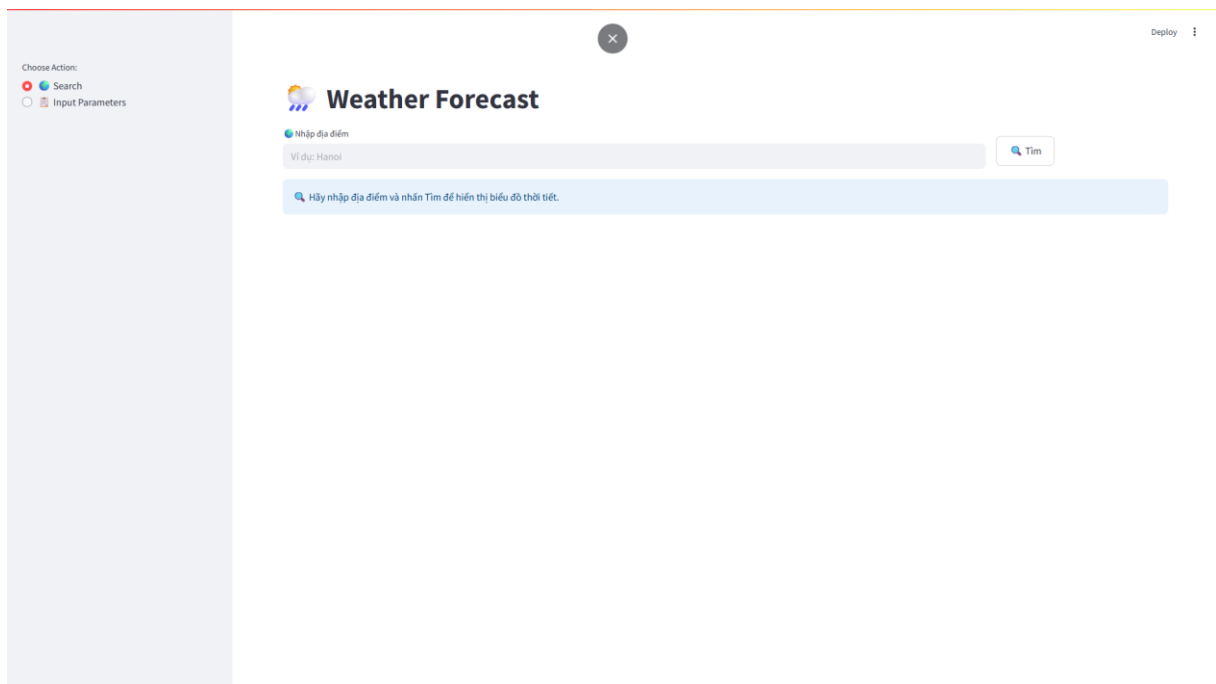 Deploy
Choose Action:
Search
Input Parameters
Weather Forecast
Nhập địa điểm
Ví dụ: Hanoi
Tìm
Hãy nhập địa điểm và nhấn Tìm để hiển thị biểu đồ thời tiết.